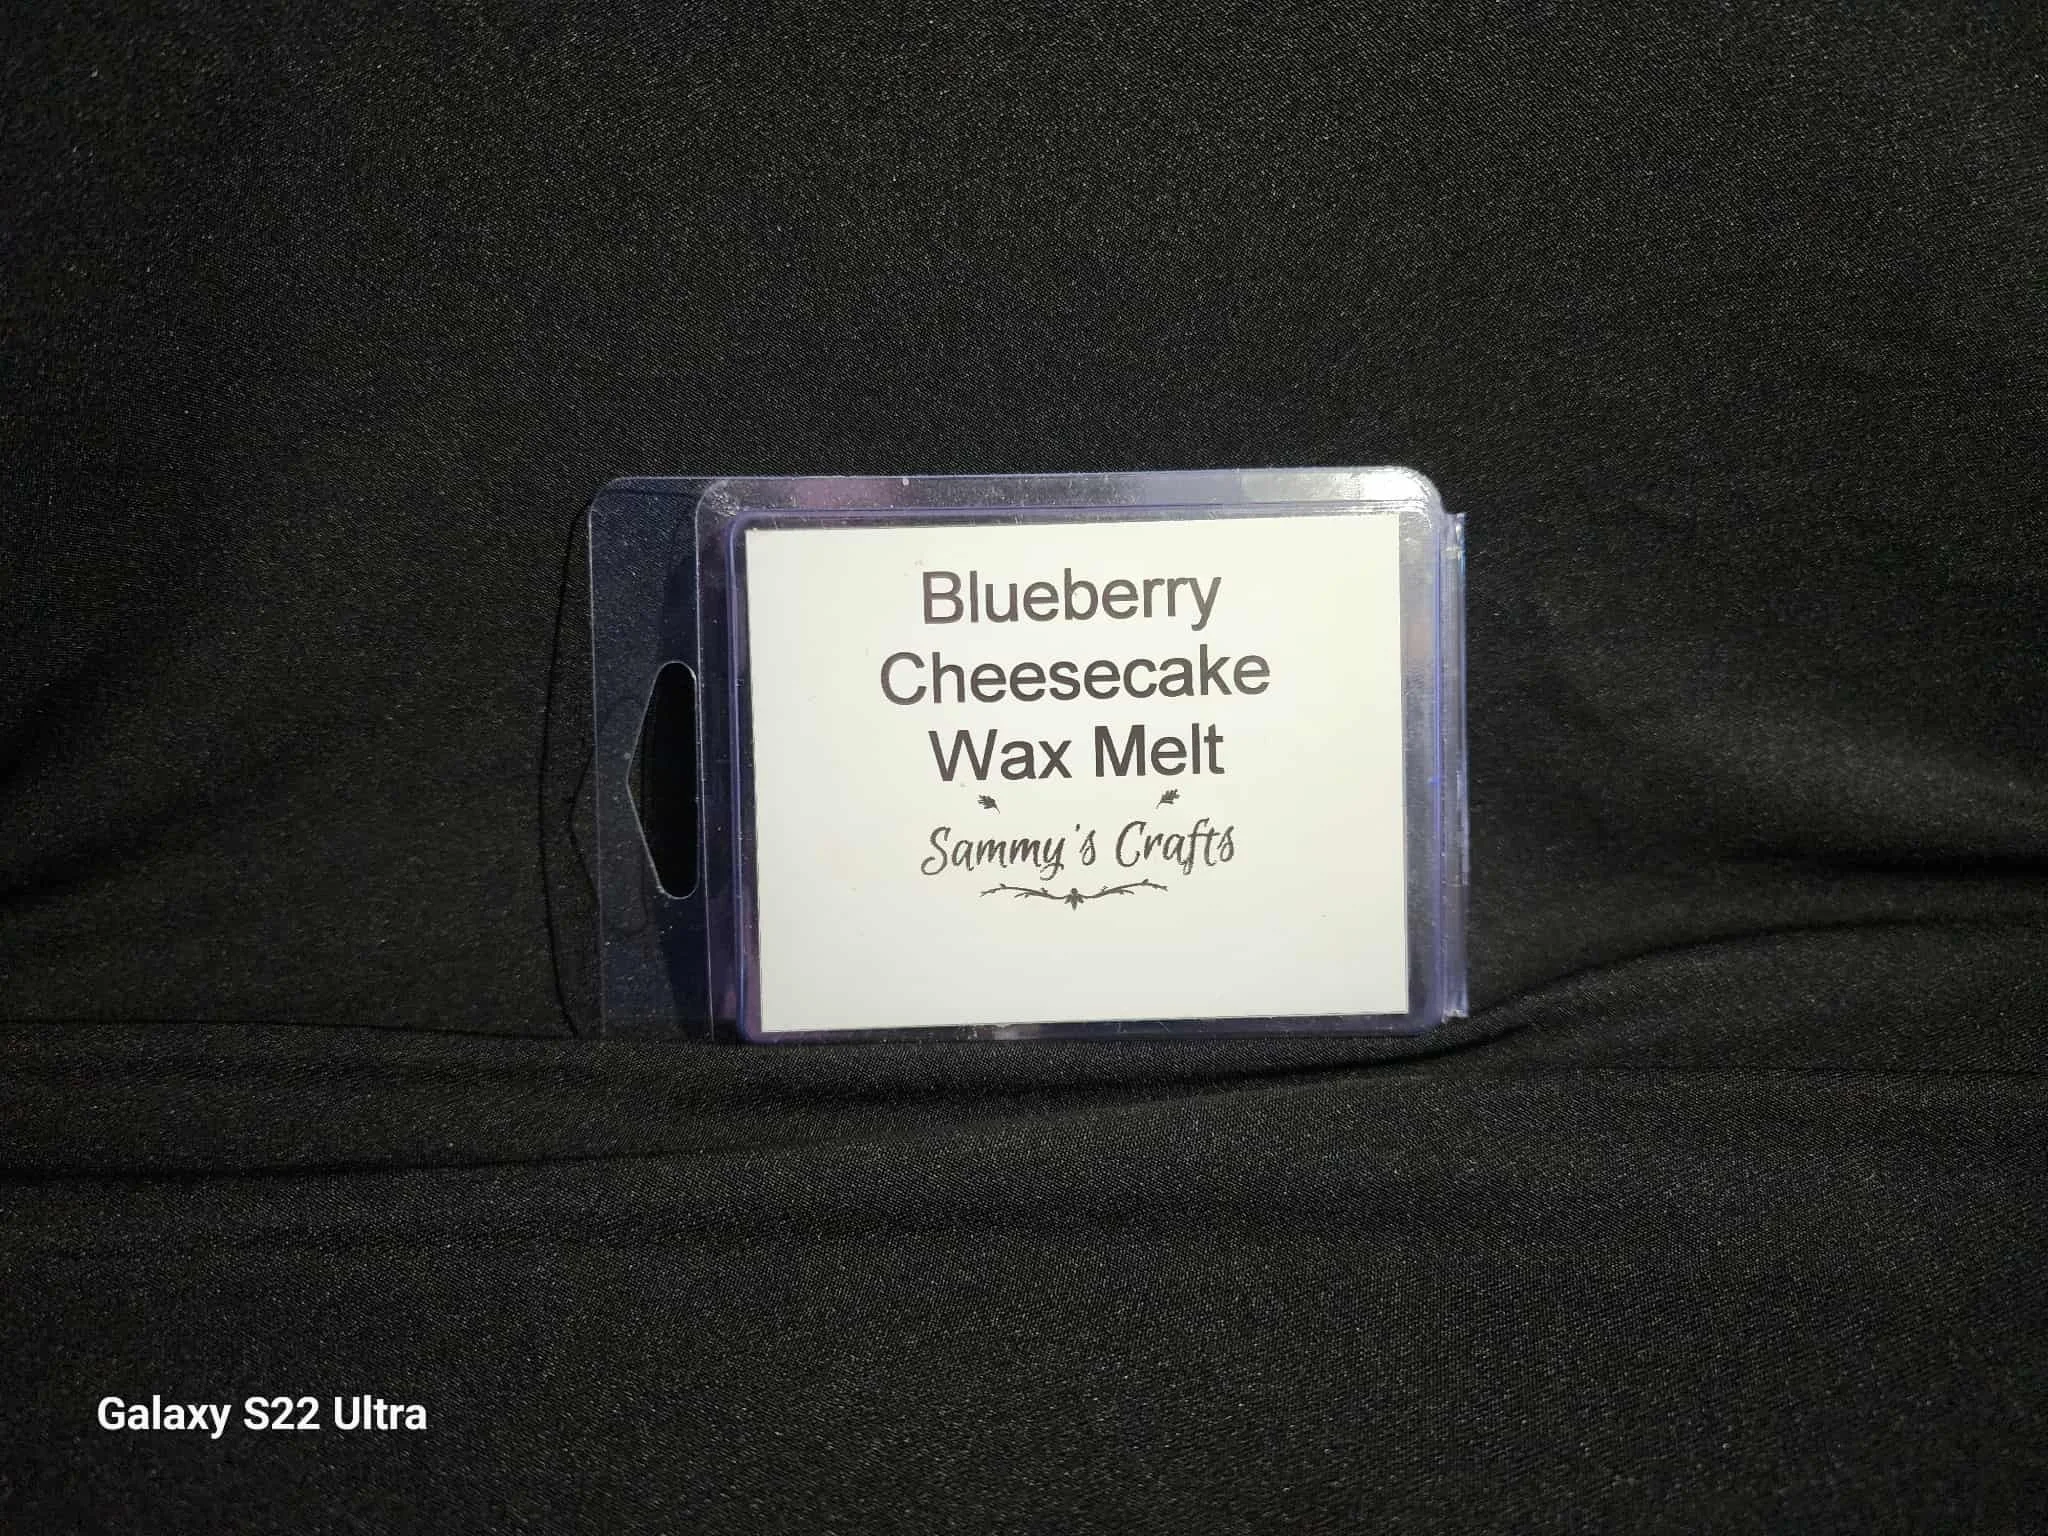 Blueberry
Cheesecake
Wax Melt
Sammy's Crafts
Galaxy S22 Ultra